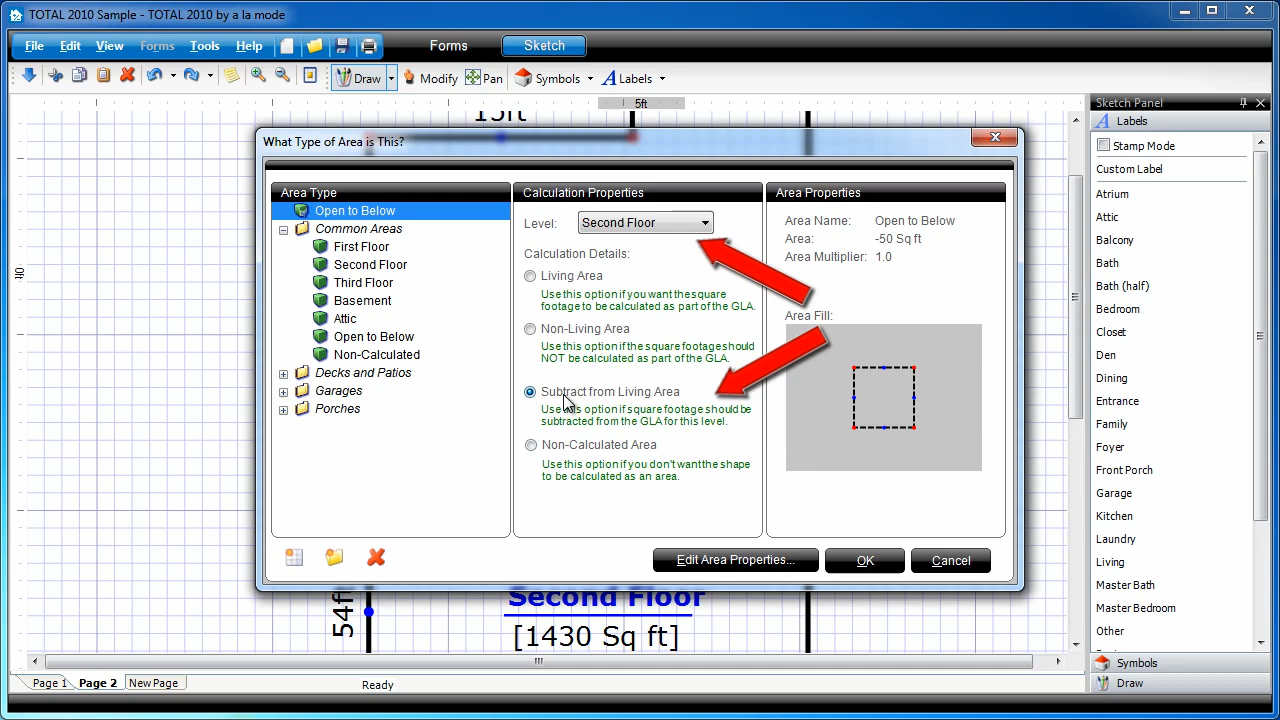 TOTAL 2010 Sample - TOTAL 2010 by a la mode
File Edit View Forms Tools Help
Forms Sketch
Draw Modify Pan Symbols Labels
5ft
Sketch Panel
Labels
Stamp Mode
Custom Label
Atrium
Attic
Balcony
Bath
Bath (half)
Bedroom
Closet
Den
Dining
Entrance
Family
Foyer
Front Porch
Garage
Kitchen
Laundry
Living
Master Bath
Master Bedroom
Other
Symbols
Draw
15ft
0ft
What Type of Area is This?
Area Type
Open to Below
Common Areas
First Floor
Second Floor
Third Floor
Basement
Attic
Open to Below
Non-Calculated
Decks and Patios
Garages
Porches
Calculation Properties
Level: Second Floor
Calculation Details:
Living Area
Use this option if you want the square
footage to be calculated as part of the GLA.
Non-Living Area
Use this option if the square footage should
NOT be calculated as part of the GLA.
Subtract from Living Area
Use this option if square footage should be
subtracted from the GLA for this level.
Non-Calculated Area
Use this option if you don't want the shape
to be calculated as an area.
Area Properties
Area Name: Open to Below
Area: -50 Sq ft
Area Multiplier: 1.0
Area Fill:
Edit Area Properties... OK Cancel
54ft
Second Floor
[1430 Sq ft]
Page 1 Page 2 New Page
Ready